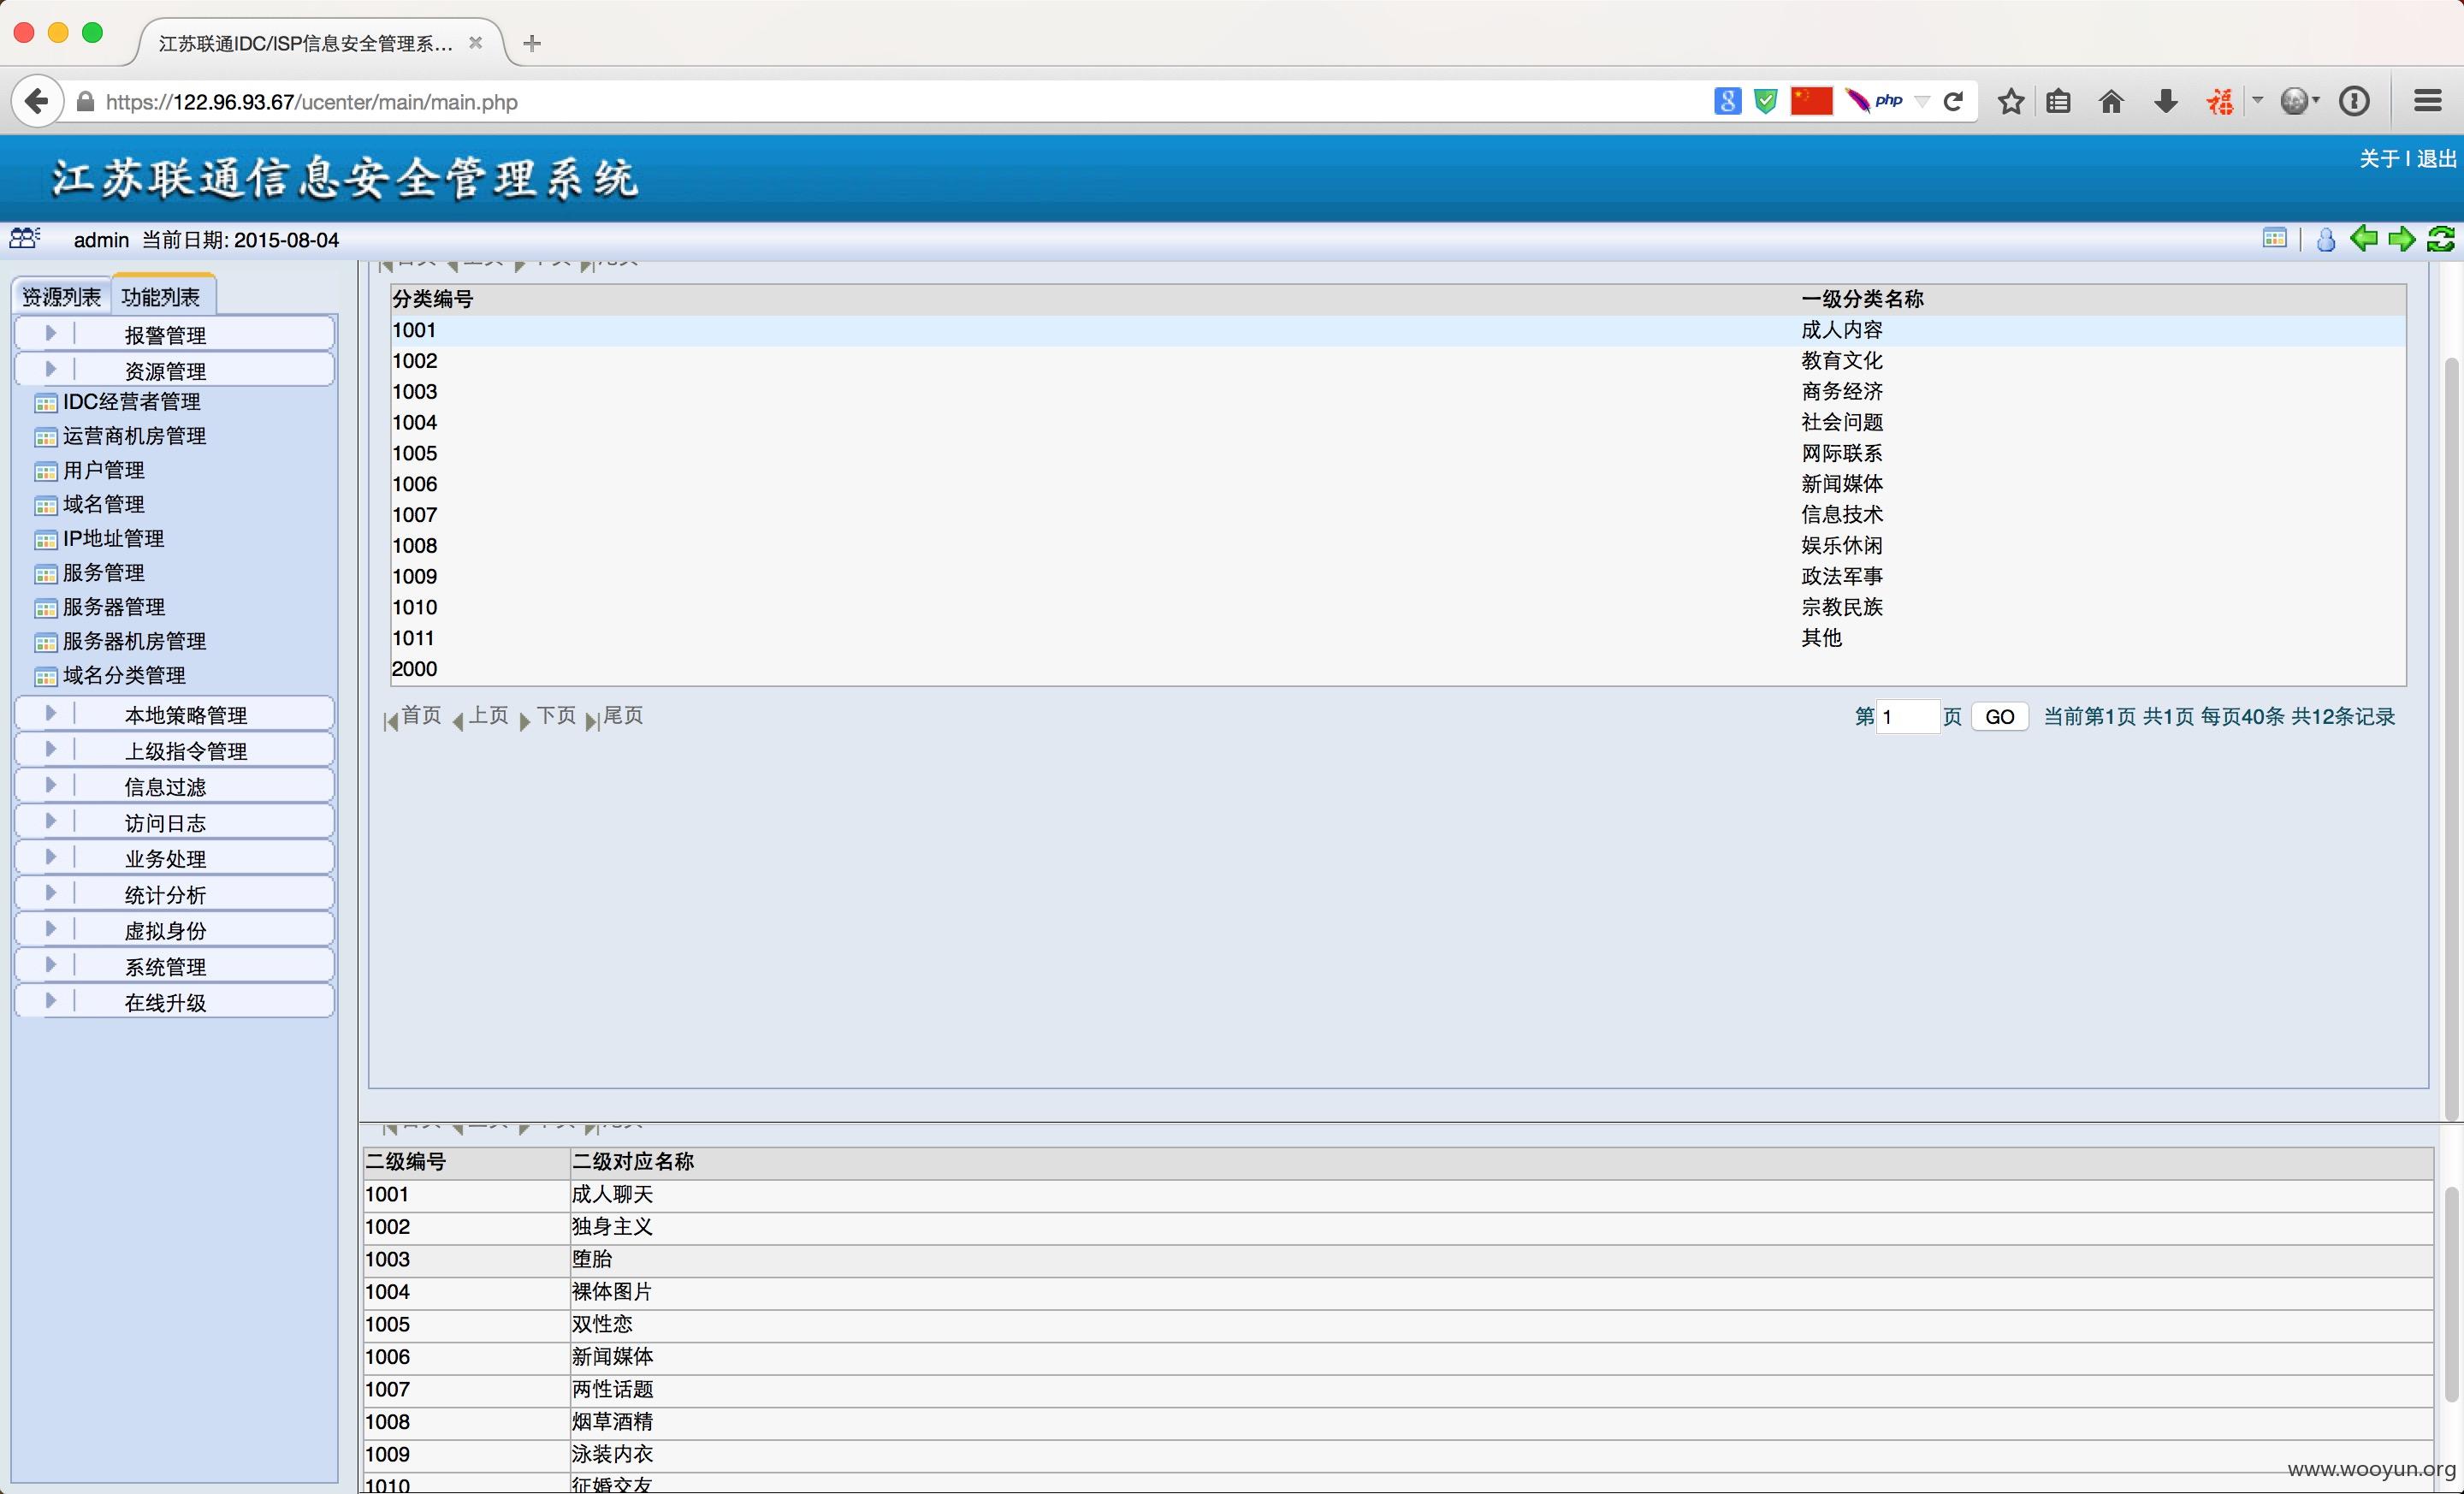 江苏联通IDC/ISP信息安全管理系...
https://122.96.93.67/ucenter/main/main.php
php
福
江苏联通信息安全管理系统
关于 | 退出
admin 当前日期: 2015-08-04
资源列表 功能列表
报警管理
资源管理
IDC经营者管理
运营商机房管理
用户管理
域名管理
IP地址管理
服务管理
服务器管理
服务器机房管理
域名分类管理
本地策略管理
上级指令管理
信息过滤
访问日志
业务处理
统计分析
虚拟身份
系统管理
在线升级
分类编号 一级分类名称
1001 成人内容
1002 教育文化
1003 商务经济
1004 社会问题
1005 网际联系
1006 新闻媒体
1007 信息技术
1008 娱乐休闲
1009 政法军事
1010 宗教民族
1011 其他
2000
首页 上页 下页 尾页 第 1 页 GO 当前第1页 共1页 每页40条 共12条记录
二级编号 二级对应名称
1001 成人聊天
1002 独身主义
1003 堕胎
1004 裸体图片
1005 双性恋
1006 新闻媒体
1007 两性话题
1008 烟草酒精
1009 泳装内衣
1010 征婚交友
www.wooyun.org